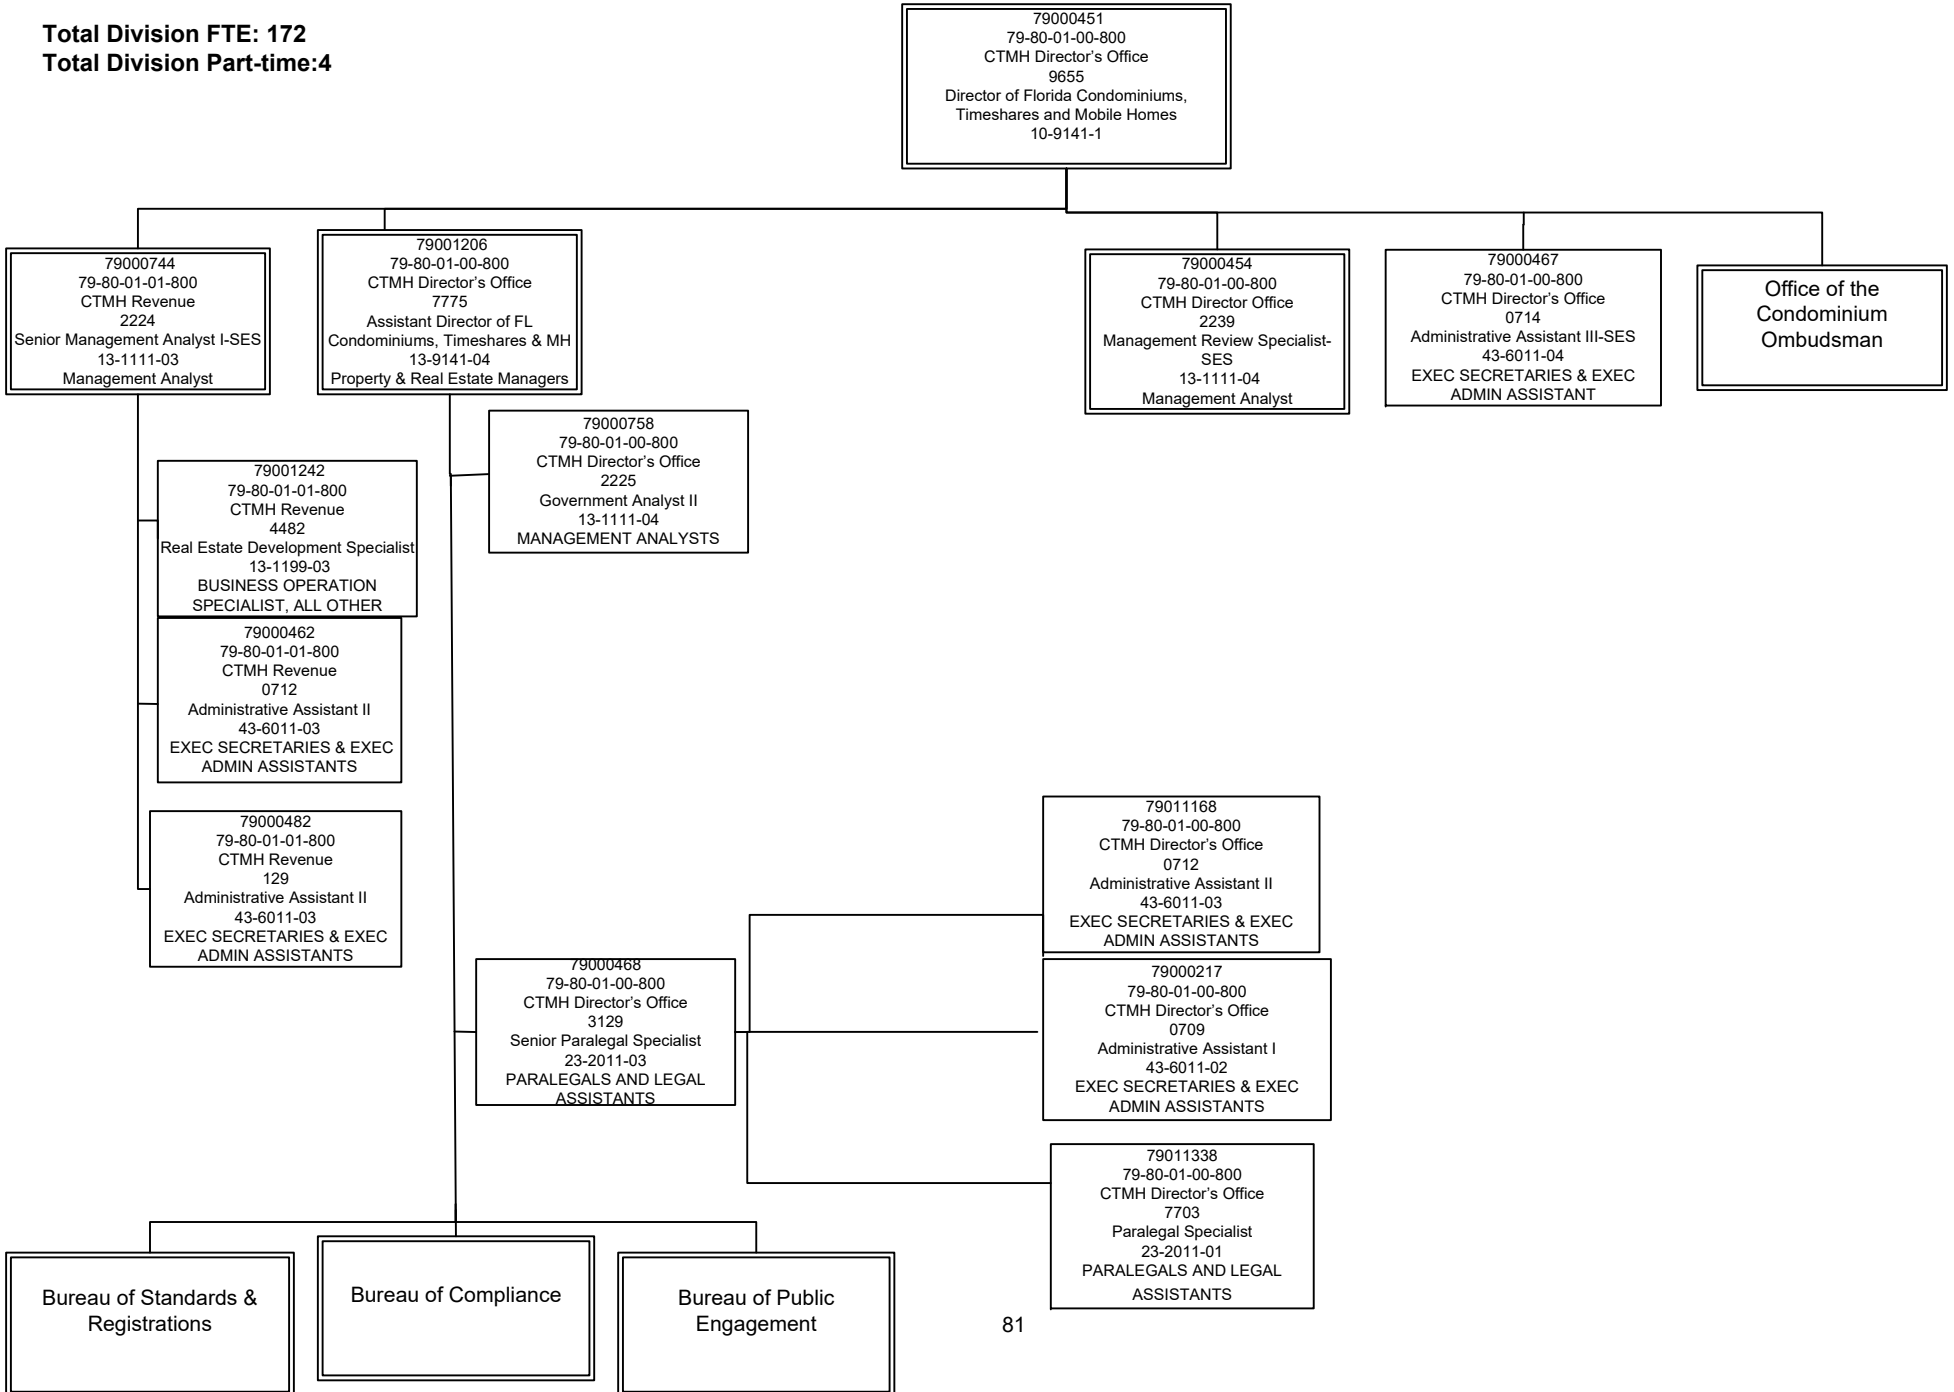 Total Division FTE: 172
Total Division Part-time:4
79000451
79-80-01-00-800
CTMH Director's Office
9655
Director of Florida Condominiums,
Timeshares and Mobile Homes
10-9141-1
79000744
79-80-01-01-800
CTMH Revenue
2224
Senior Management Analyst I-SES
13-1111-03
Management Analyst
79001206
79-80-01-00-800
CTMH Director's Office
7775
Assistant Director of FL
Condominiums, Timeshares & MH
13-9141-04
Property & Real Estate Managers
79000454
79-80-01-00-800
CTMH Director Office
2239
Management Review Specialist-
SES
13-1111-04
Management Analyst
79000467
79-80-01-00-800
CTMH Director's Office
0714
Administrative Assistant III-SES
43-6011-04
EXEC SECRETARIES & EXEC
ADMIN ASSISTANT
Office of the
Condominium
Ombudsman
79000758
79-80-01-00-800
CTMH Director's Office
2225
Government Analyst II
13-1111-04
MANAGEMENT ANALYSTS
79001242
79-80-01-01-800
CTMH Revenue
4482
Real Estate Development Specialist
13-1199-03
BUSINESS OPERATION
SPECIALIST, ALL OTHER
79000462
79-80-01-01-800
CTMH Revenue
0712
Administrative Assistant II
43-6011-03
EXEC SECRETARIES & EXEC
ADMIN ASSISTANTS
79000482
79-80-01-01-800
CTMH Revenue
129
Administrative Assistant II
43-6011-03
EXEC SECRETARIES & EXEC
ADMIN ASSISTANTS
79011168
79-80-01-00-800
CTMH Director's Office
0712
Administrative Assistant II
43-6011-03
EXEC SECRETARIES & EXEC
ADMIN ASSISTANTS
79000468
79-80-01-00-800
CTMH Director's Office
3129
Senior Paralegal Specialist
23-2011-03
PARALEGALS AND LEGAL
ASSISTANTS
79000217
79-80-01-00-800
CTMH Director's Office
0709
Administrative Assistant I
43-6011-02
EXEC SECRETARIES & EXEC
ADMIN ASSISTANTS
79011338
79-80-01-00-800
CTMH Director's Office
7703
Paralegal Specialist
23-2011-01
PARALEGALS AND LEGAL
ASSISTANTS
Bureau of Standards &
Registrations
Bureau of Compliance
Bureau of Public
Engagement
81